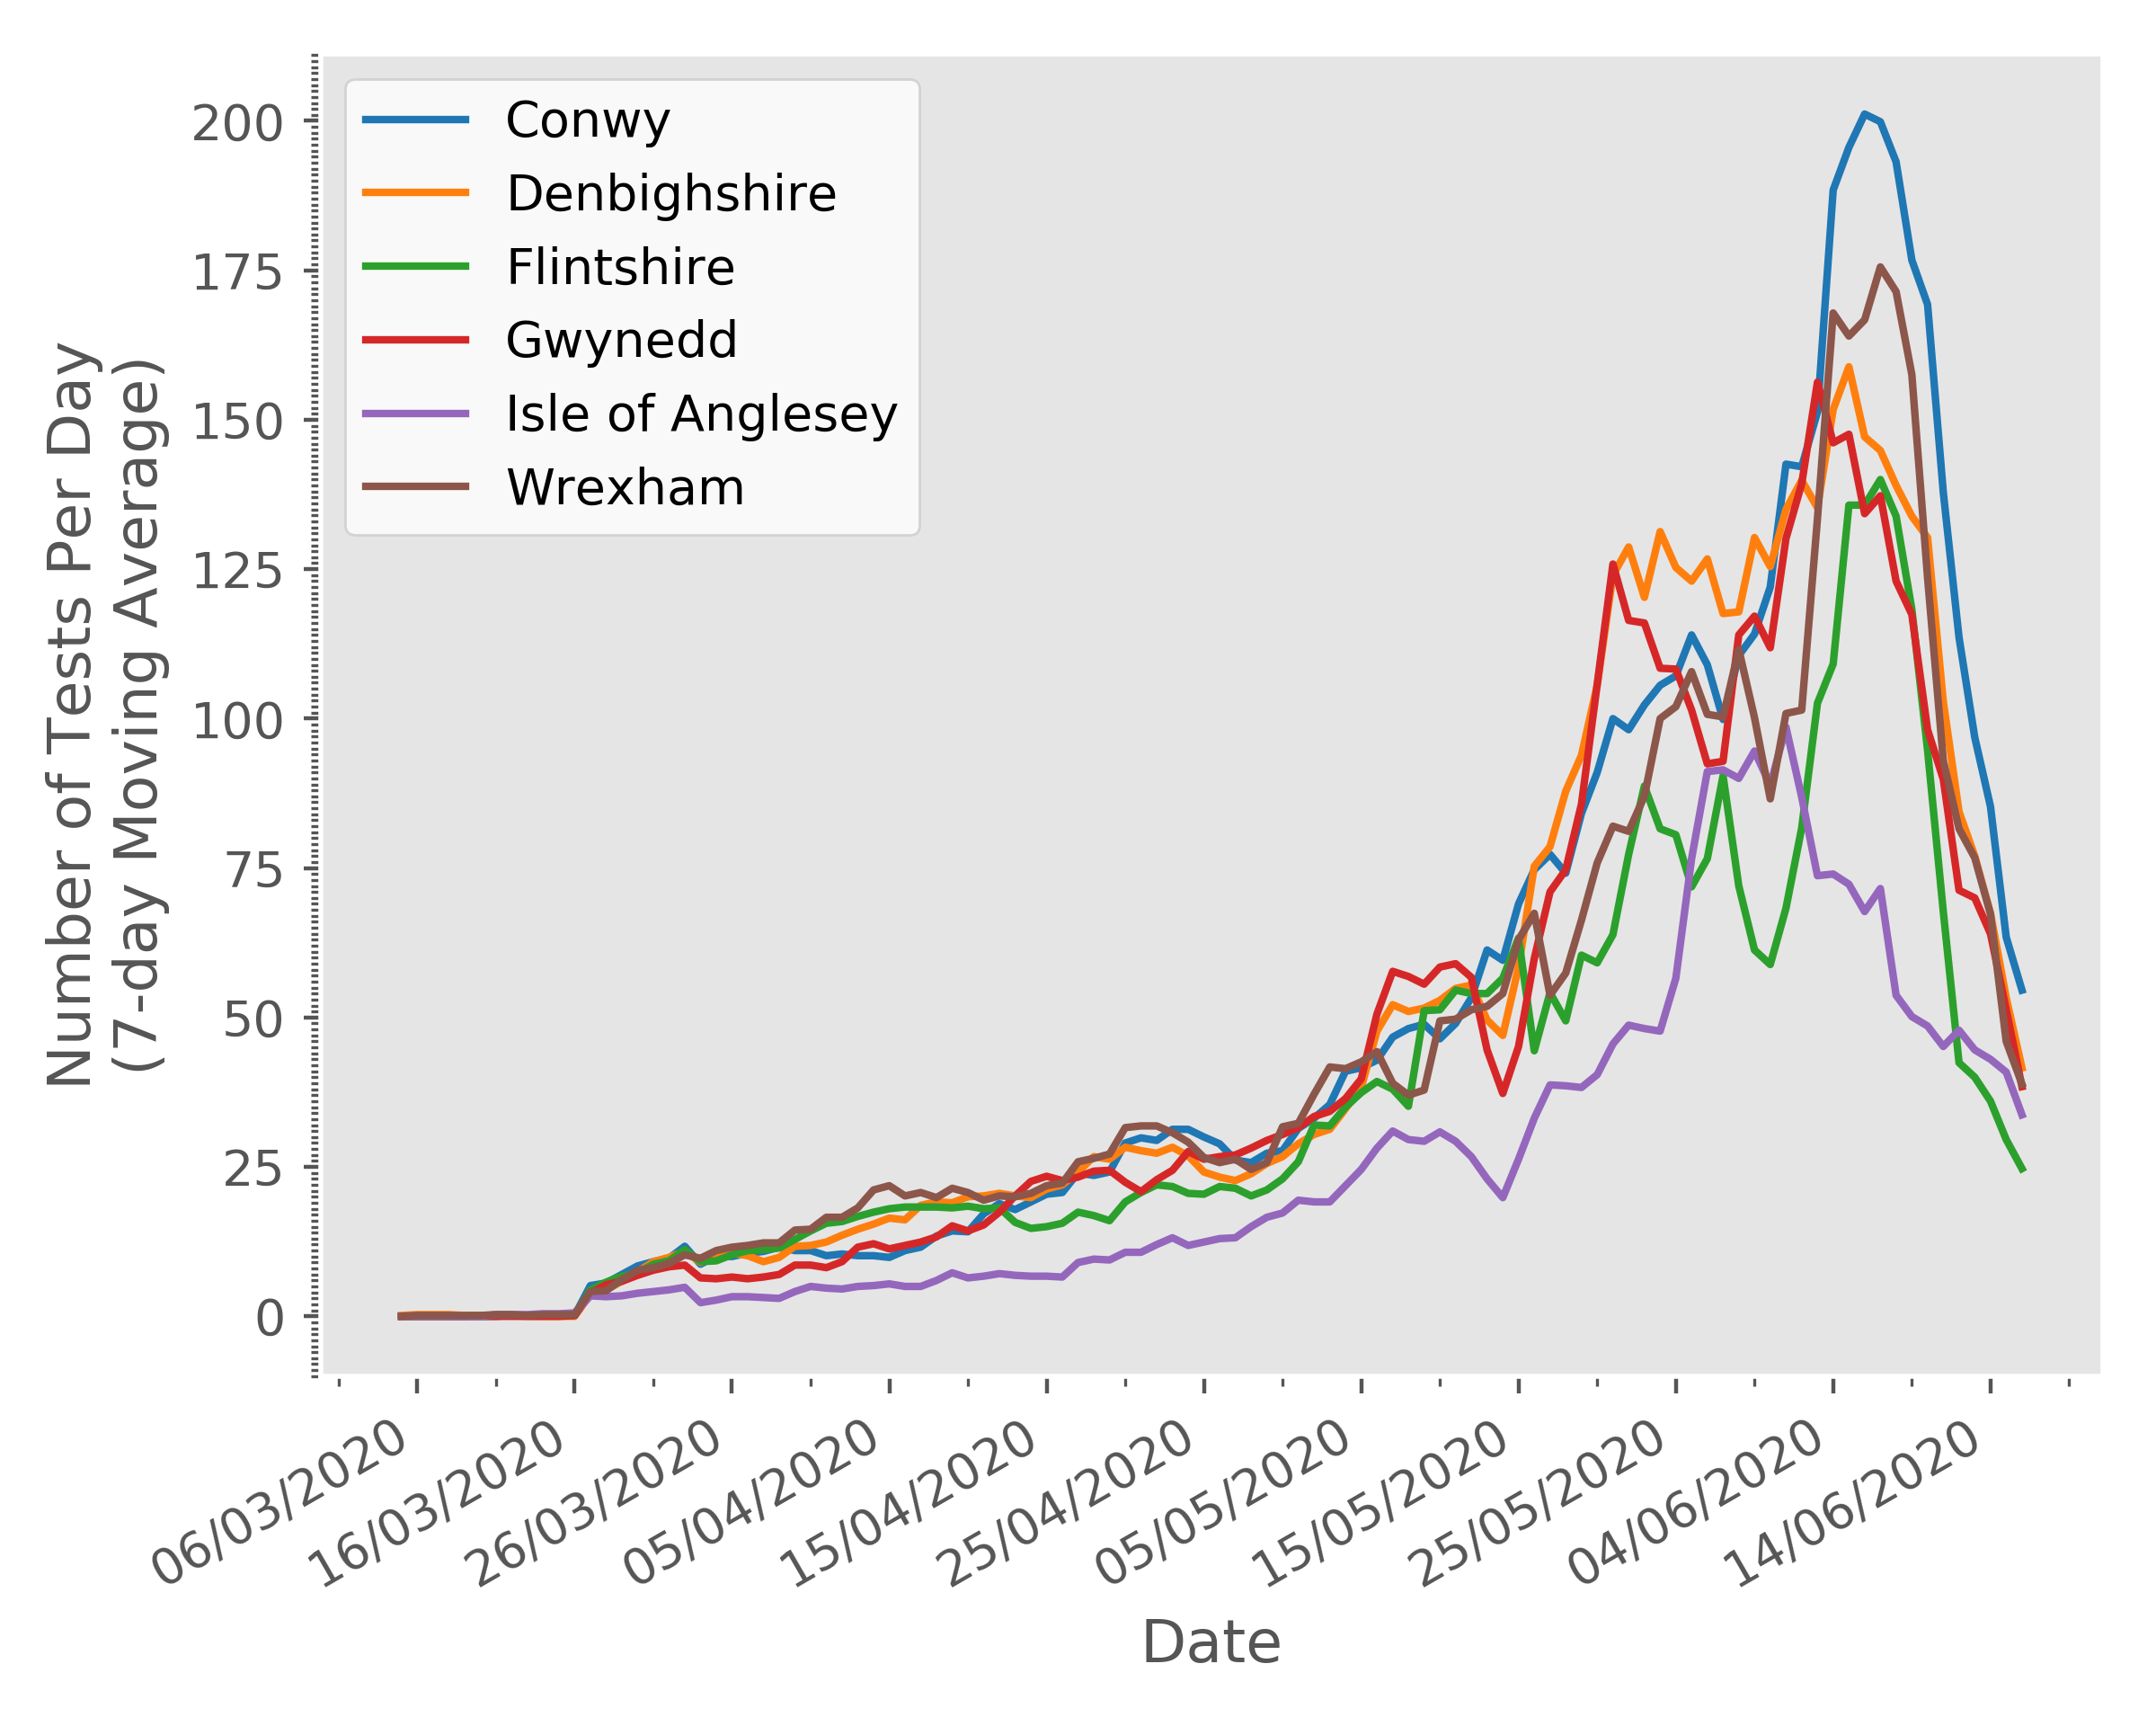 Number of Tests Per Day
(7-day Moving Average)
200
175
150
125
100
75
50
25
0
Conwy
Denbighshire
Flintshire
Gwynedd
Isle of Anglesey
Wrexham
06/03/2020
16/03/2020
26/03/2020
05/04/2020
15/04/2020
25/04/2020
05/05/2020
15/05/2020
25/05/2020
04/06/2020
14/06/2020
Date